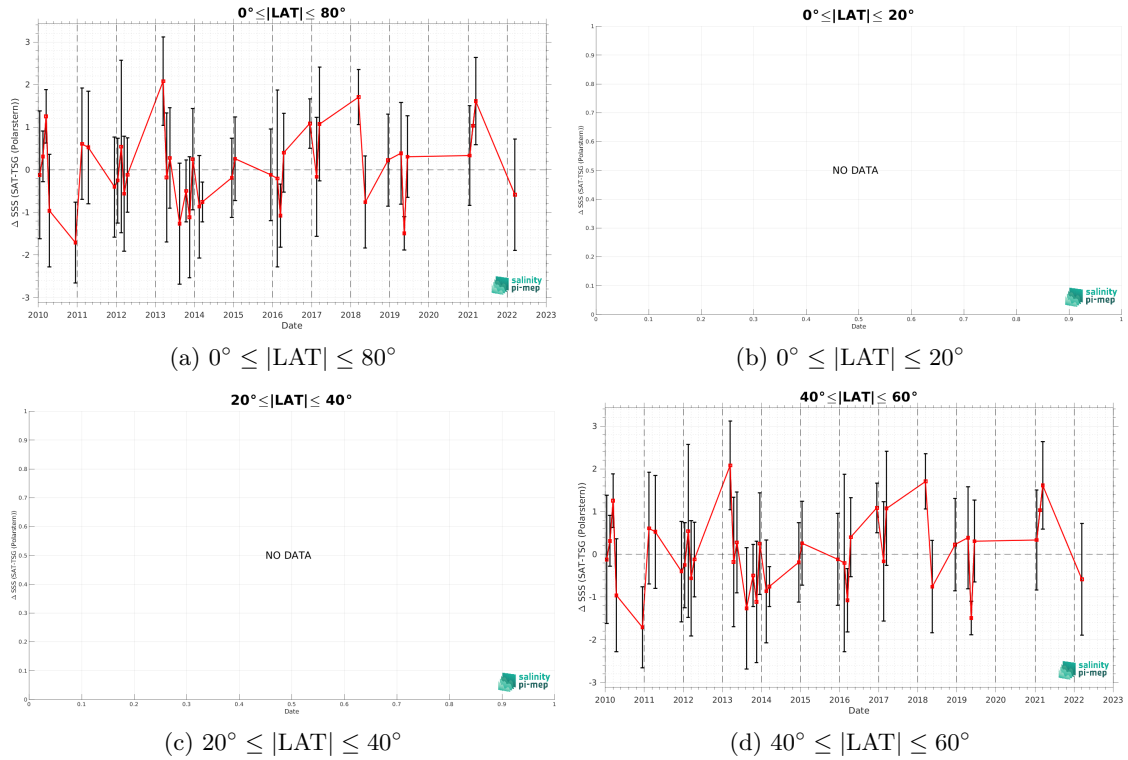 0°≤|LAT|≤ 80°
Δ SSS (SAT-TSG (Polarstern))
3
2
1
0
-1
-2
-3
2010 2011 2012 2013 2014 2015 2016 2017 2018 2019 2020 2021 2022 2023
Date
salinity
pi-mep
(a) 0° ≤ |LAT| ≤ 80°
0°≤|LAT|≤ 20°
Δ SSS (SAT-TSG (Polarstern))
1
0.9
0.8
0.7
0.6
0.5
0.4
0.3
0.2
0.1
0
NO DATA
0 0.1 0.2 0.3 0.4 0.5 0.6 0.7 0.8 0.9 1
Date
salinity
pi-mep
(b) 0° ≤ |LAT| ≤ 20°
20°≤|LAT|≤ 40°
Δ SSS (SAT-TSG (Polarstern))
1
0.9
0.8
0.7
0.6
0.5
0.4
0.3
0.2
0.1
0
NO DATA
0 0.1 0.2 0.3 0.4 0.5 0.6 0.7 0.8 0.9 1
Date
salinity
pi-mep
(c) 20° ≤ |LAT| ≤ 40°
40°≤|LAT|≤ 60°
Δ SSS (SAT-TSG (Polarstern))
3
2
1
0
-1
-2
-3
2010 2011 2012 2013 2014 2015 2016 2017 2018 2019 2020 2021 2022 2023
Date
salinity
pi-mep
(d) 40° ≤ |LAT| ≤ 60°